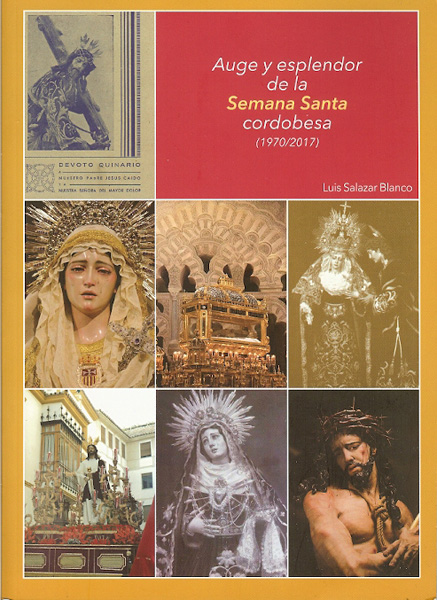 DEVOTO QUINARIO
A
NUESTRO PADRE JESUS CAIDO
Y A
NUESTRA SEÑORA DEL MAYOR DOLOR
Auge y esplendor
de la
Semana Santa
cordobesa
(1970/2017)
Luis Salazar Blanco